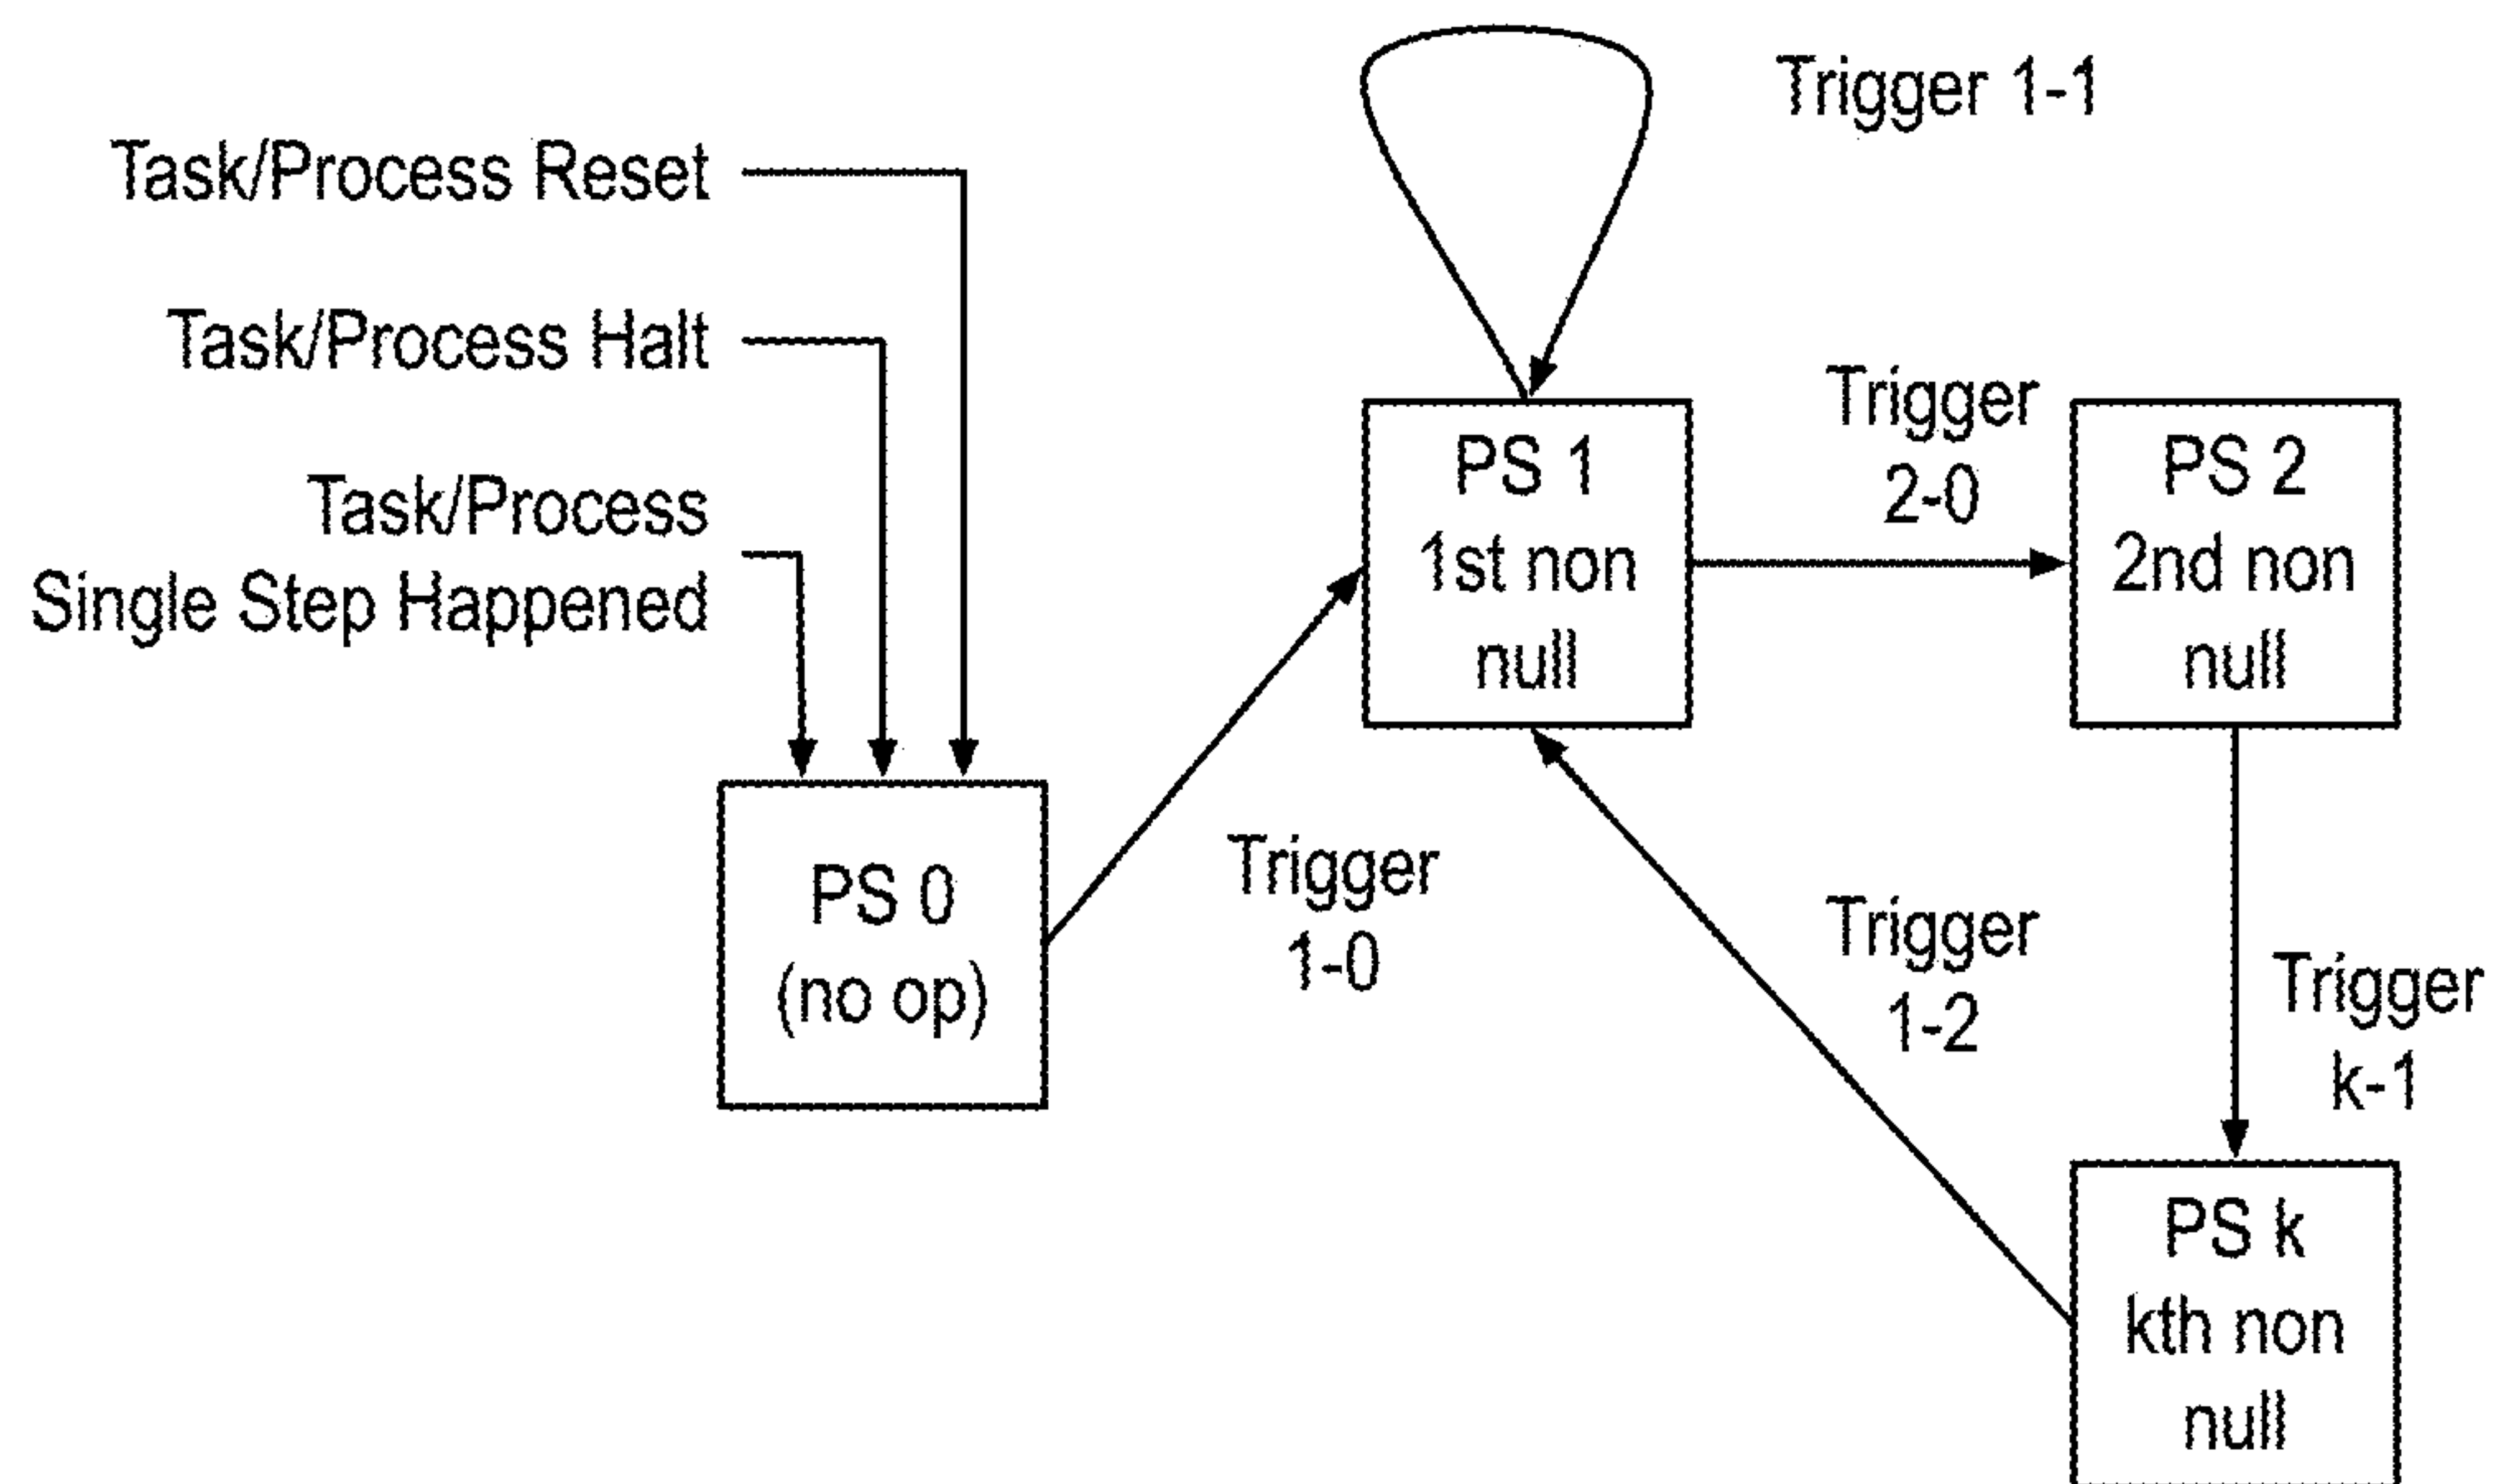 Trigger 1-1
Task/Process Reset
Task/Process Halt
Task/Process
Single Step Happened
PS 1
1st non
null
Trigger
2-0
PS 2
2nd non
null
PS 0
(no op)
Trigger
1-0
Trigger
1-2
Trigger
k-1
PS k
kth non
null